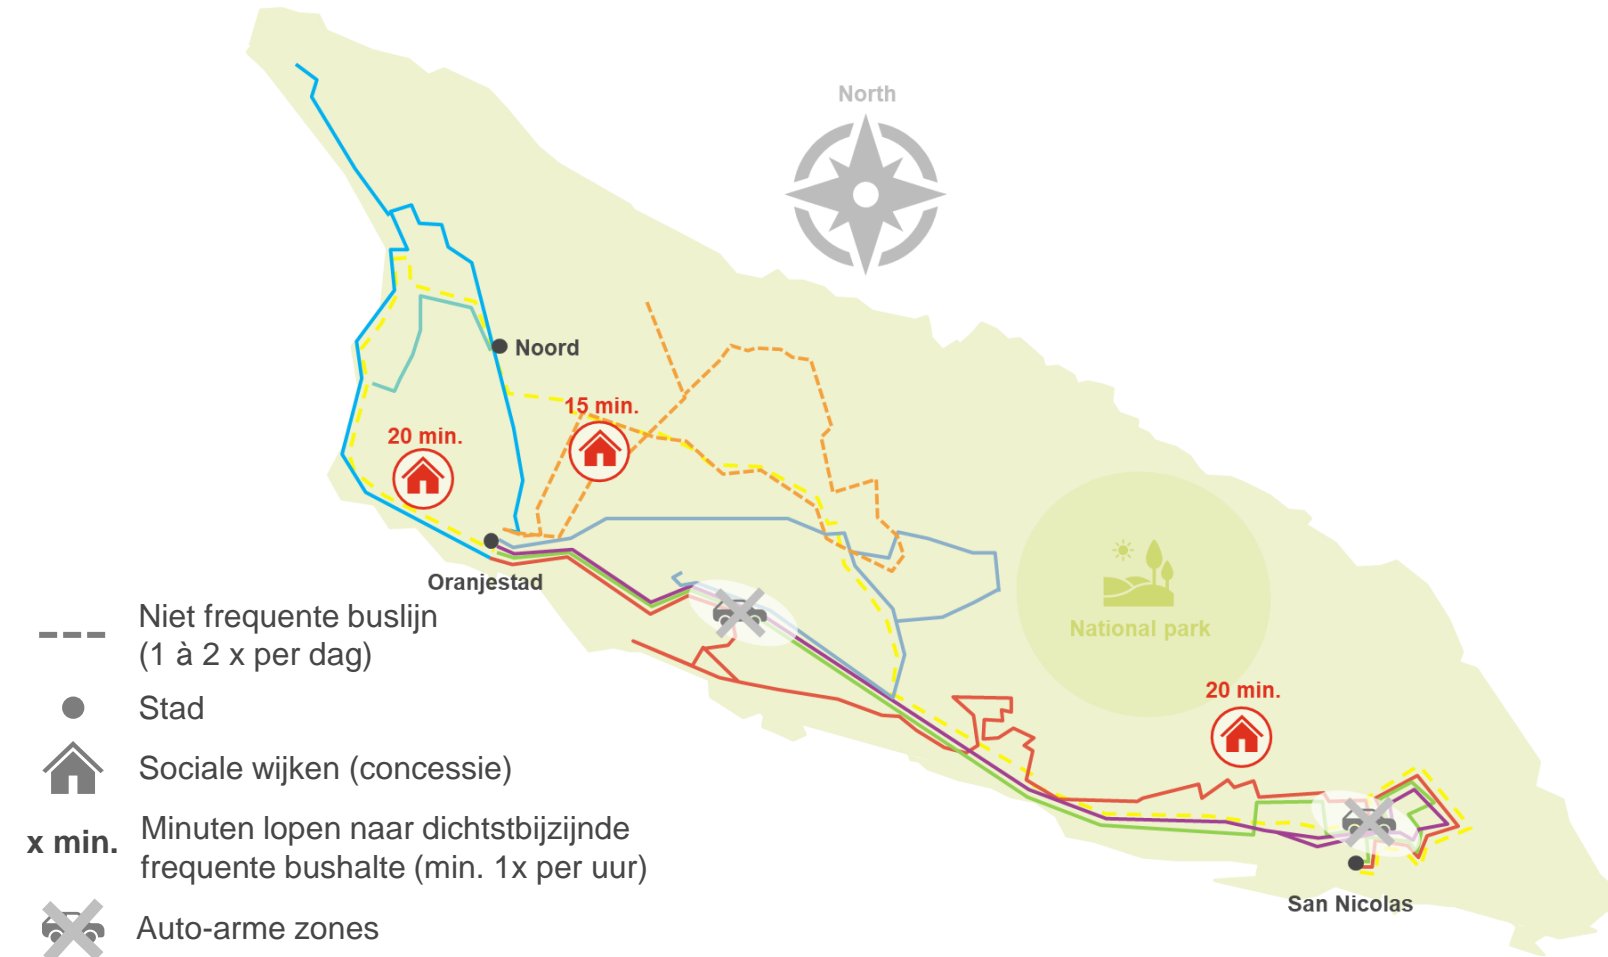 North
Noord
15 min.
20 min.
Oranjestad
National park
20 min.
San Nicolas
Niet frequente buslijn
(1 à 2 x per dag)
Stad
Sociale wijken (concessie)
x min.
Minuten lopen naar dichtstbijzijnde
frequente bushalte (min. 1x per uur)
Auto-arme zones